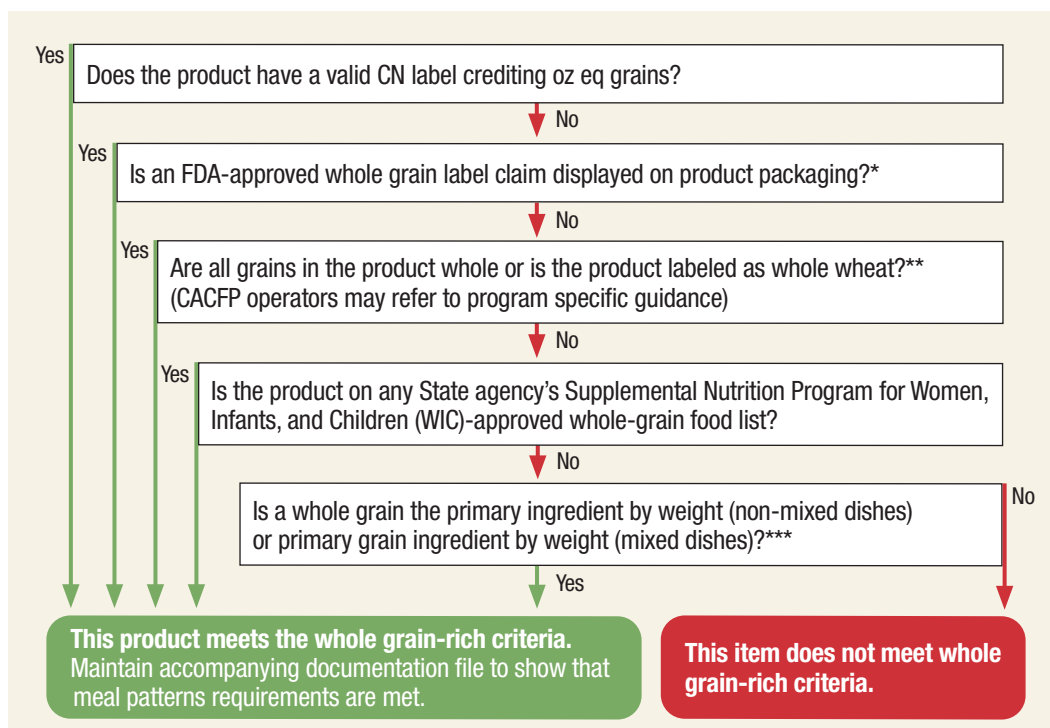 Yes
Does the product have a valid CN label crediting oz eq grains?
No
Yes
Is an FDA-approved whole grain label claim displayed on product packaging?*
No
Yes
Are all grains in the product whole or is the product labeled as whole wheat?**
(CACFP operators may refer to program specific guidance)
No
Yes
Is the product on any State agency’s Supplemental Nutrition Program for Women,
Infants, and Children (WIC)-approved whole-grain food list?
No
Is a whole grain the primary ingredient by weight (non-mixed dishes)
or primary grain ingredient by weight (mixed dishes)?***
No
Yes
This product meets the whole grain-rich criteria.
Maintain accompanying documentation file to show that
meal patterns requirements are met.
This item does not meet whole
grain-rich criteria.